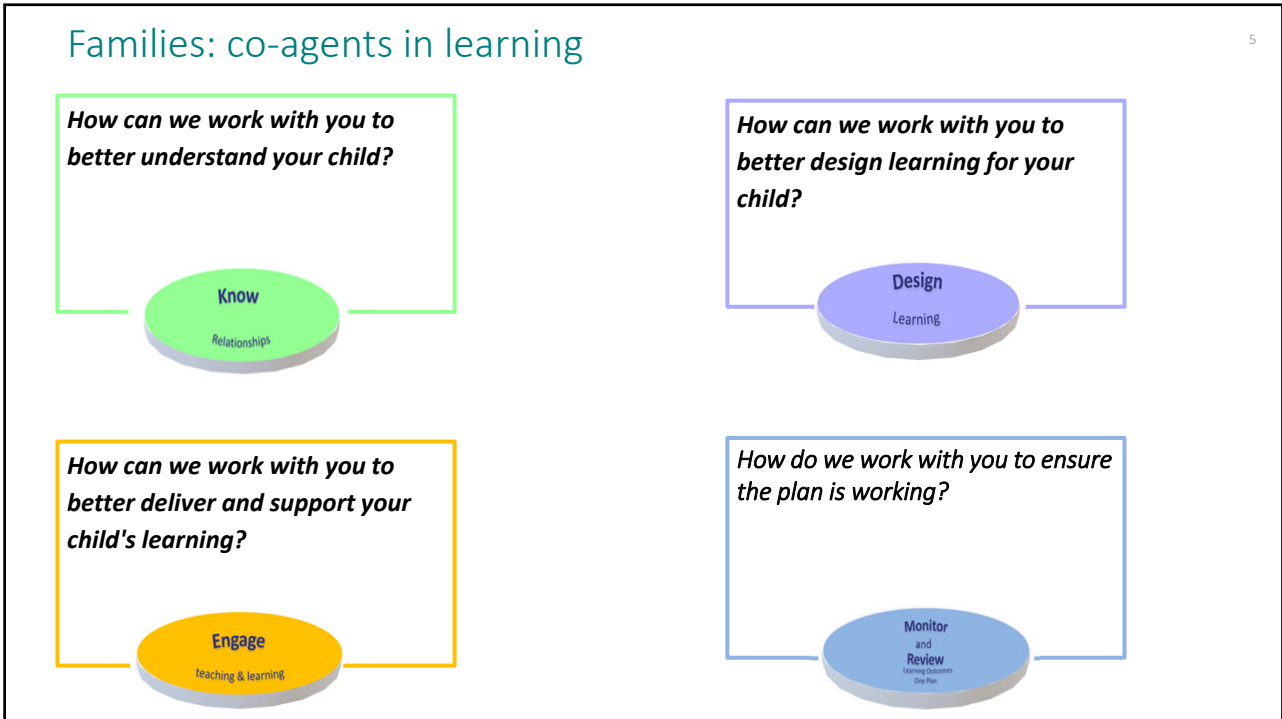 Families: co-agents in learning
5
How can we work with you to
better understand your child?
Know
Relationships
How can we work with you to
better design learning for your
child?
Design
Learning
How can we work with you to
better deliver and support your
child's learning?
Engage
teaching & learning
How do we work with you to ensure
the plan is working?
Monitor
and
Review
Learning Outcomes
One Plan